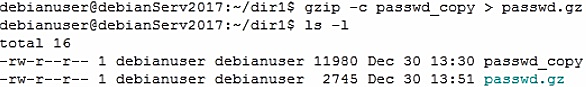 debianuser@debianServ2017:~/dir1$ gzip -c passwd_copy > passwd.gz
debianuser@debianServ2017:~/dir1$ ls -l
total 16
-rw-r--r-- 1 debianuser debianuser 11980 Dec 30 13:30 passwd_copy
-rw-r--r-- 1 debianuser debianuser  2745 Dec 30 13:51 passwd.gz